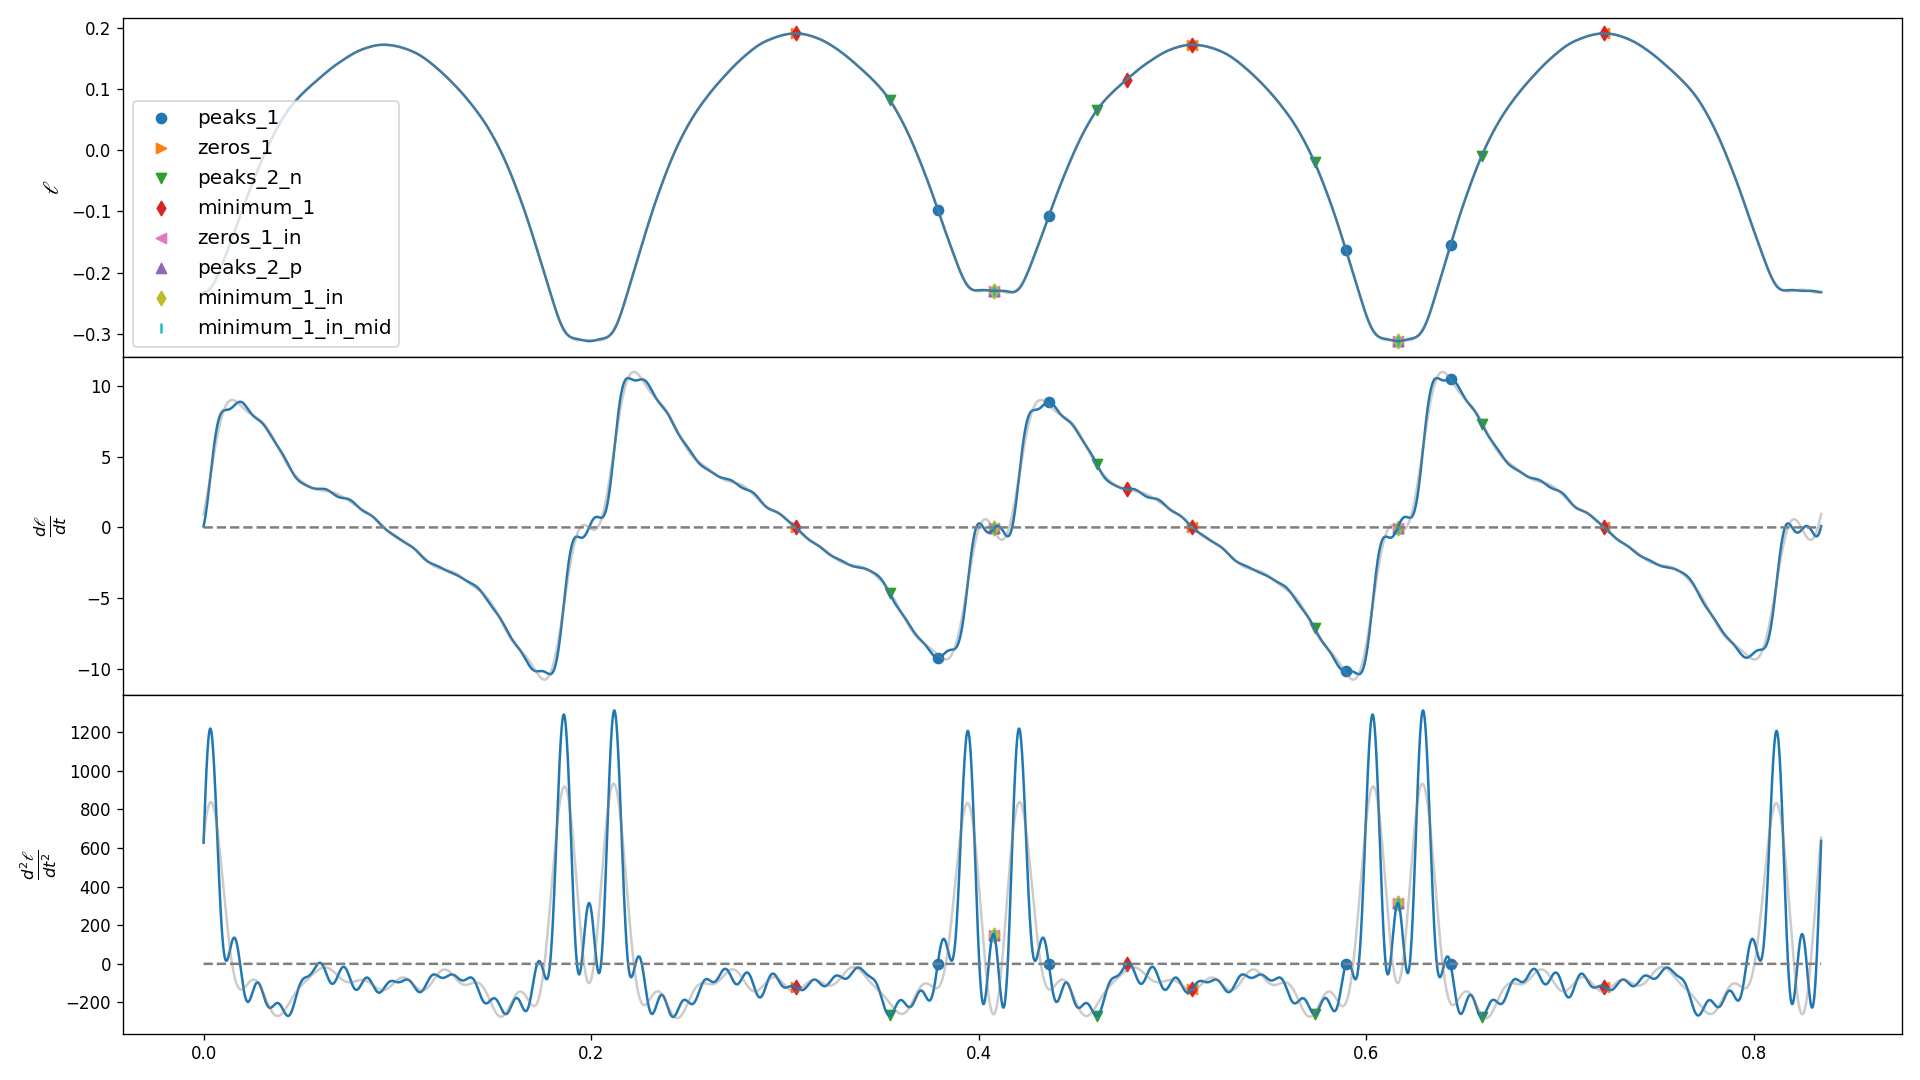 0.2
0.1
0.0
−0.1
−0.2
−0.3
ℓ
peaks_1
zeros_1
peaks_2_n
minimum_1
zeros_1_in
peaks_2_p
minimum_1_in
minimum_1_in_mid
10
5
0
−5
−10
dℓ
dt
1200
1000
800
600
400
200
0
−200
d²ℓ
dt²
0.0 0.2 0.4 0.6 0.8